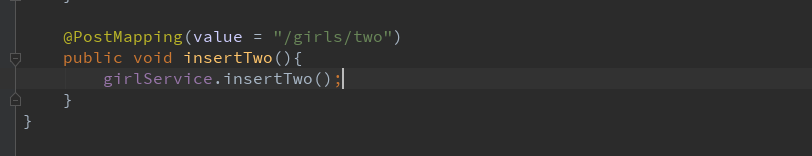 @PostMapping(value = "/girls/two")
public void insertTwo(){
girlService.insertTwo();
}
}